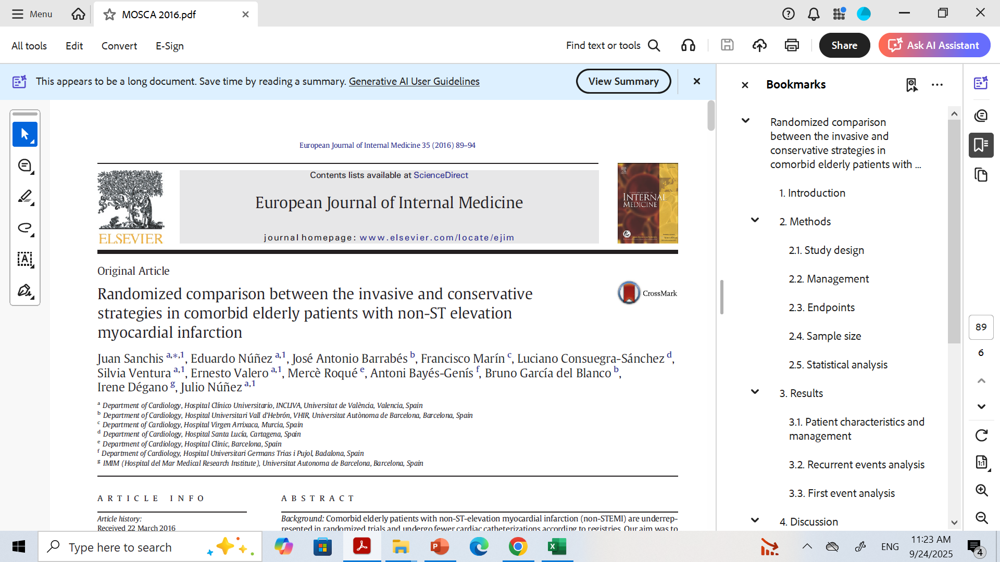 Menu
MOSCA 2016.pdf
All tools
Edit
Convert
E-Sign
Find text or tools
Share
Ask AI Assistant
This appears to be a long document. Save time by reading a summary. Generative AI User Guidelines
View Summary
European Journal of Internal Medicine 35 (2016) 89–94
ELSEVIER
Contents lists available at ScienceDirect
European Journal of Internal Medicine
journal homepage: www.elsevier.com/locate/ejim
INTERNAL
MEDICINE
Original Article
Randomized comparison between the invasive and conservative
strategies in comorbid elderly patients with non-ST elevation
myocardial infarction
CrossMark
Juan Sanchis a,*,1, Eduardo Núñez a,1, José Antonio Barrabés b, Francisco Marín c, Luciano Consuegra-Sánchez d,
Silvia Ventura a,1, Ernesto Valero a,1, Mercè Roqué e, Antoni Bayés-Genís f, Bruno García del Blanco b,
Irene Dégano g, Julio Núñez a,1
a Department of Cardiology, Hospital Clínico Universitario, INCLIVA, Universitat de València, Valencia, Spain
b Department of Cardiology, Hospital Universitari Vall d'Hebrón, VHIR, Universitat Autònoma de Barcelona, Barcelona, Spain
c Department of Cardiology, Hospital Virgen Arrixaca, Murcia, Spain
d Department of Cardiology, Hospital Santa Lucía, Cartagena, Spain
e Department of Cardiology, Hospital Clinic, Barcelona, Spain
f Department of Cardiology, Hospital Universitari Germans Trias i Pujol, Badalona, Spain
g IMIM (Hospital del Mar Medical Research Institute), Universitat Autonoma de Barcelona, Barcelona, Spain
ARTICLE INFO
Article history:
Received 22 March 2016
ABSTRACT
Background: Comorbid elderly patients with non-ST-elevation myocardial infarction (non-STEMI) are underrep-
resented in randomized trials and undergo fewer cardiac catheterizations according to registries. Our aim was to
Bookmarks
Randomized comparison
between the invasive and
conservative strategies in
comorbid elderly patients with ...
1. Introduction
2. Methods
2.1. Study design
2.2. Management
2.3. Endpoints
2.4. Sample size
2.5. Statistical analysis
3. Results
3.1. Patient characteristics and
management
3.2. Recurrent events analysis
3.3. First event analysis
4. Discussion
89
6
1:1
Type here to search
ENG
11:23 AM
9/24/2025
4